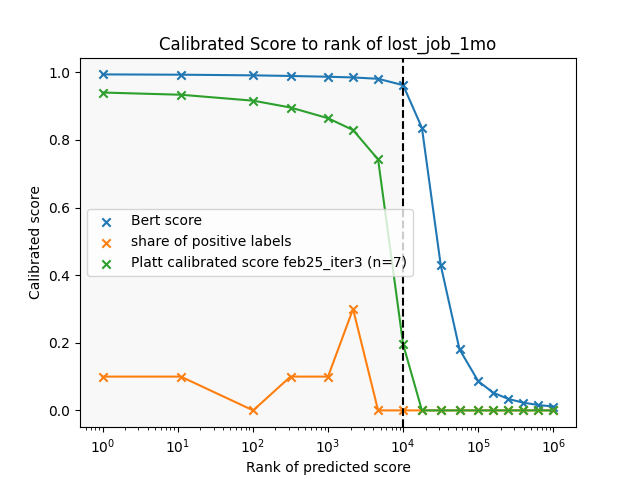 Calibrated Score to rank of lost_job_1mo
Calibrated score
1.0
0.8
0.6
0.4
0.2
0.0
Bert score
share of positive labels
Platt calibrated score feb25_iter3 (n=7)
10⁰ 10¹ 10² 10³ 10⁴ 10⁵ 10⁶
Rank of predicted score